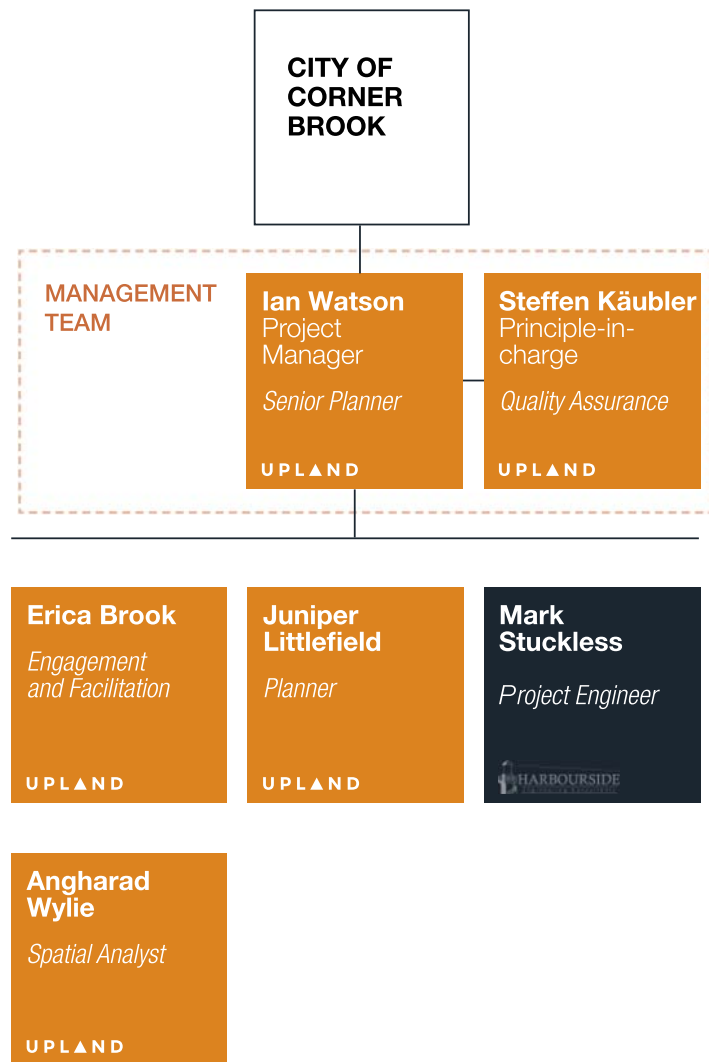 CITY OF
CORNER
BROOK
MANAGEMENT
TEAM
Ian Watson
Project
Manager
Senior Planner
UPLAND
Steffen Käubler
Principle-in-
charge
Quality Assurance
UPLAND
Erica Brook
Engagement
and Facilitation
UPLAND
Juniper
Littlefield
Planner
UPLAND
Mark
Stuckless
Project Engineer
HARBOURSIDE
Angharad
Wylie
Spatial Analyst
UPLAND